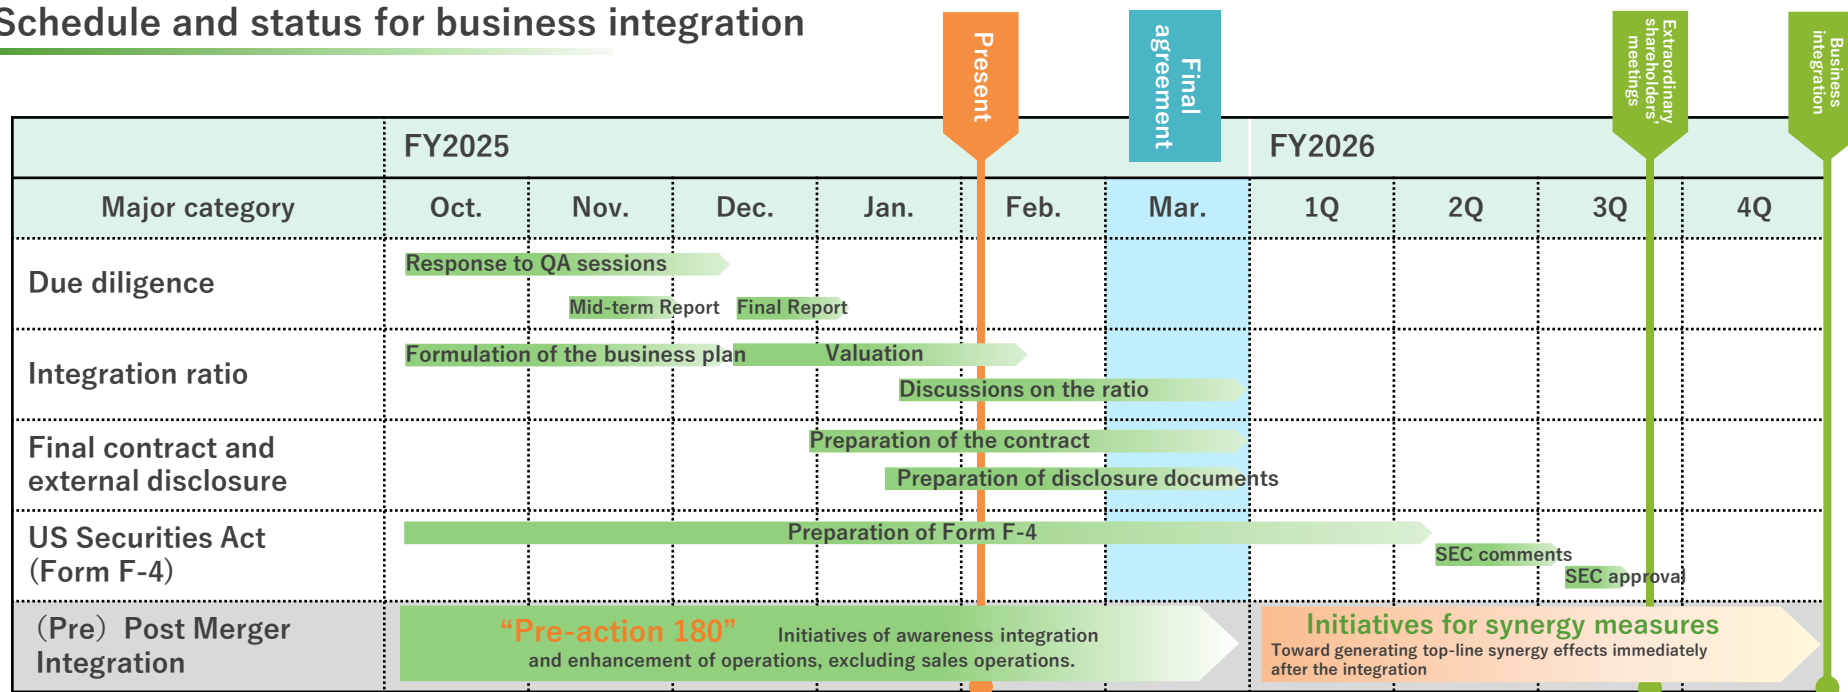 Schedule and status for business integration
Present
Final
agreement
Extraordinary
shareholders'
meetings
Business
integration
FY2025
FY2026
Major category
Oct.
Nov.
Dec.
Jan.
Feb.
Mar.
1Q
2Q
3Q
4Q
Due diligence
Response to QA sessions
Mid-term Report
Final Report
Integration ratio
Formulation of the business plan
Valuation
Discussions on the ratio
Final contract and
external disclosure
Preparation of the contract
Preparation of disclosure documents
US Securities Act
(Form F-4)
Preparation of Form F-4
SEC comments
SEC approval
（Pre）Post Merger
Integration
“Pre-action 180” Initiatives of awareness integration
and enhancement of operations, excluding sales operations.
Initiatives for synergy measures
Toward generating top-line synergy effects immediately
after the integration